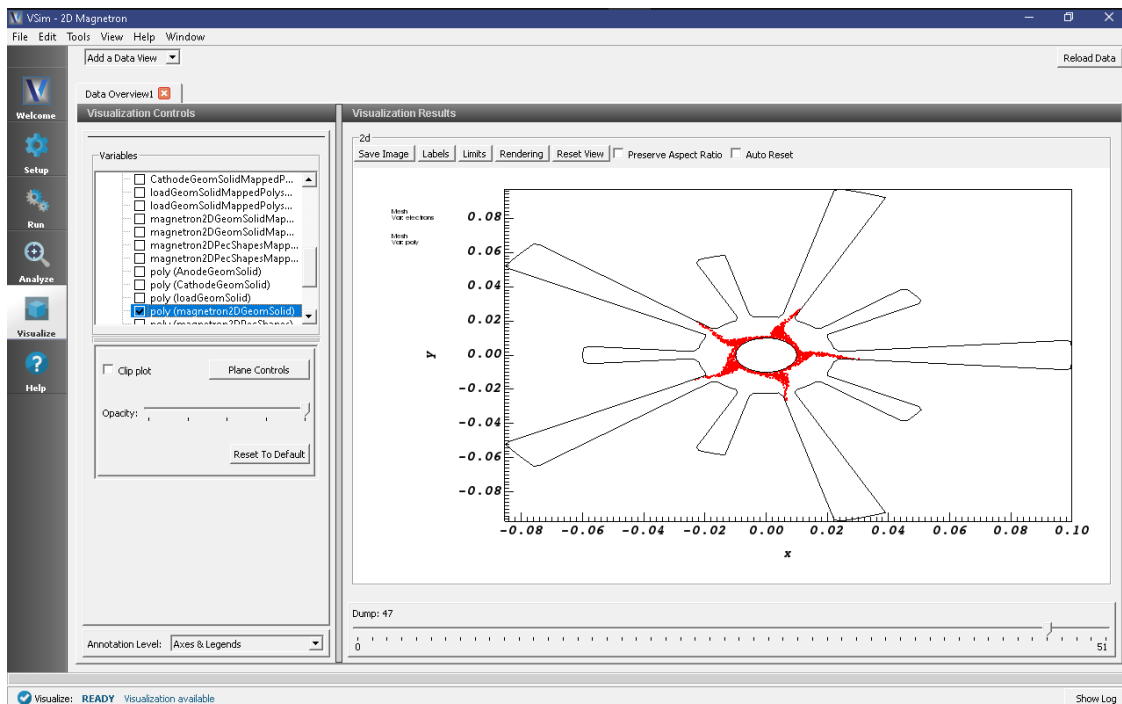 VSim - 2D Magnetron
File Edit Tools View Help Window
Add a Data View
Reload Data
Data Overview1
Welcome
Setup
Run
Analyze
Visualize
Help
Visualization Controls
Variables
CathodeGeomSolidMappedP...
loadGeomSolidMappedPolys...
loadGeomSolidMappedPolys...
magnetron2DGeomSolidMap...
magnetron2DGeomSolidMap...
magnetron2DPecShapesMapp...
magnetron2DPecShapesMapp...
poly (AnodeGeomSolid)
poly (CathodeGeomSolid)
poly (loadGeomSolid)
poly (magnetron2DGeomSolid)
poly (magnetron2DPecShapes)
Clip plot
Plane Controls
Opacity:
Reset To Default
Annotation Level: Axes & Legends
Visualization Results
2d
Save Image Labels Limits Rendering Reset View Preserve Aspect Ratio Auto Reset
Mesh
Var: electrons
Mesh
Var: poly
0.08
0.06
0.04
0.02
0.00
-0.02
-0.04
-0.06
-0.08
Y
-0.08 -0.06 -0.04 -0.02 0.00 0.02 0.04 0.06 0.08 0.10
x
Dump: 47
0 51
Visualize: READY Visualization available
Show Log